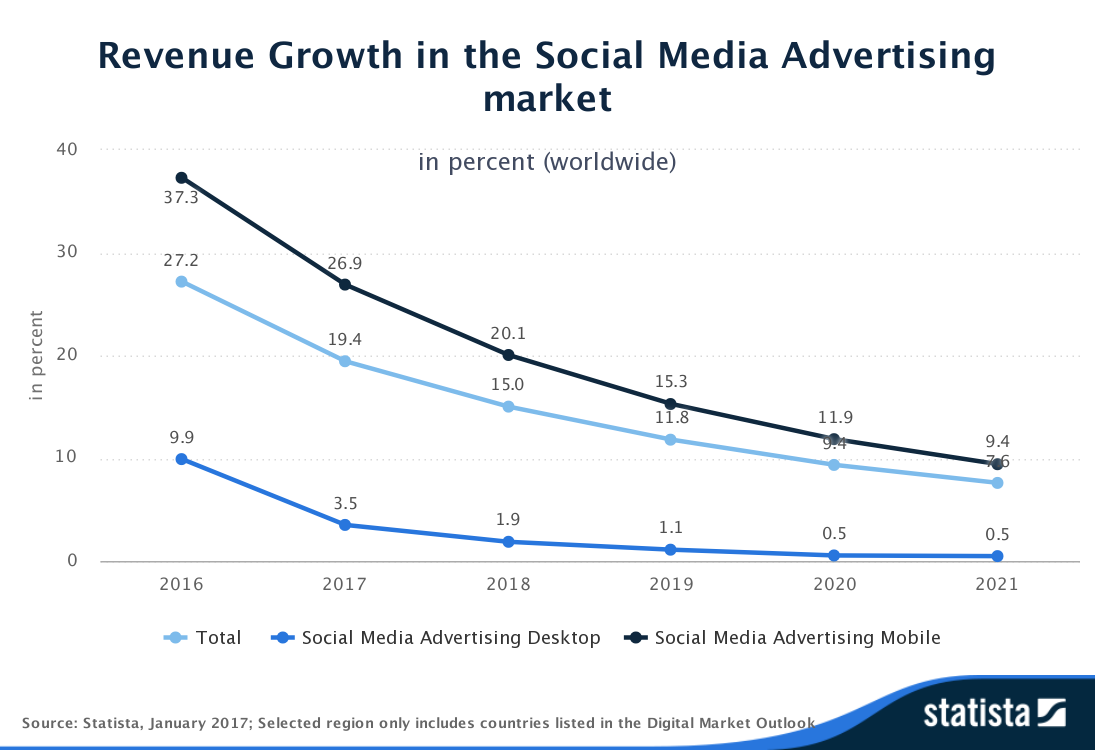 Revenue Growth in the Social Media Advertising
market
in percent (worldwide)
40
30
20
10
0
in percent
37.3
26.9
20.1
15.3
11.9
9.4
27.2
19.4
15.0
11.8
9.4
7.6
9.9
3.5
1.9
1.1
0.5
0.5
2016 2017 2018 2019 2020 2021
Total Social Media Advertising Desktop Social Media Advertising Mobile
Source: Statista, January 2017; Selected region only includes countries listed in the Digital Market Outlook
statista